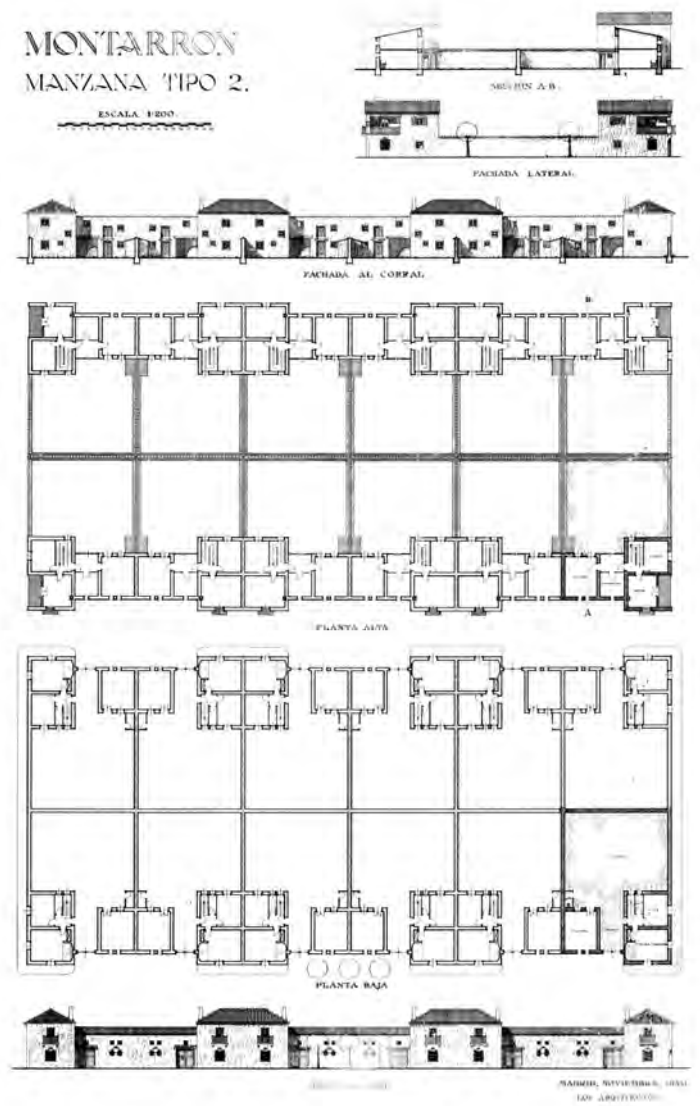 MONTARRON
MANZANA TIPO 2.
ESCALA 1:200.
SECCION A-B.
FACHADA LATERAL
FACHADA AL CORRAL
B
PLANTA ALTA
A
PLANTA BAJA
MADRID, NOVIEMBRE,
LOS ARQUITECTOS